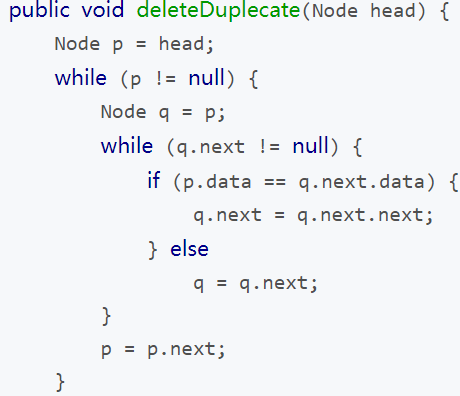 public void deleteDuplecate(Node head) {
    Node p = head;
    while (p != null) {
        Node q = p;
        while (q.next != null) {
            if (p.data == q.next.data) {
                q.next = q.next.next;
            } else
                q = q.next;
        }
        p = p.next;
    }